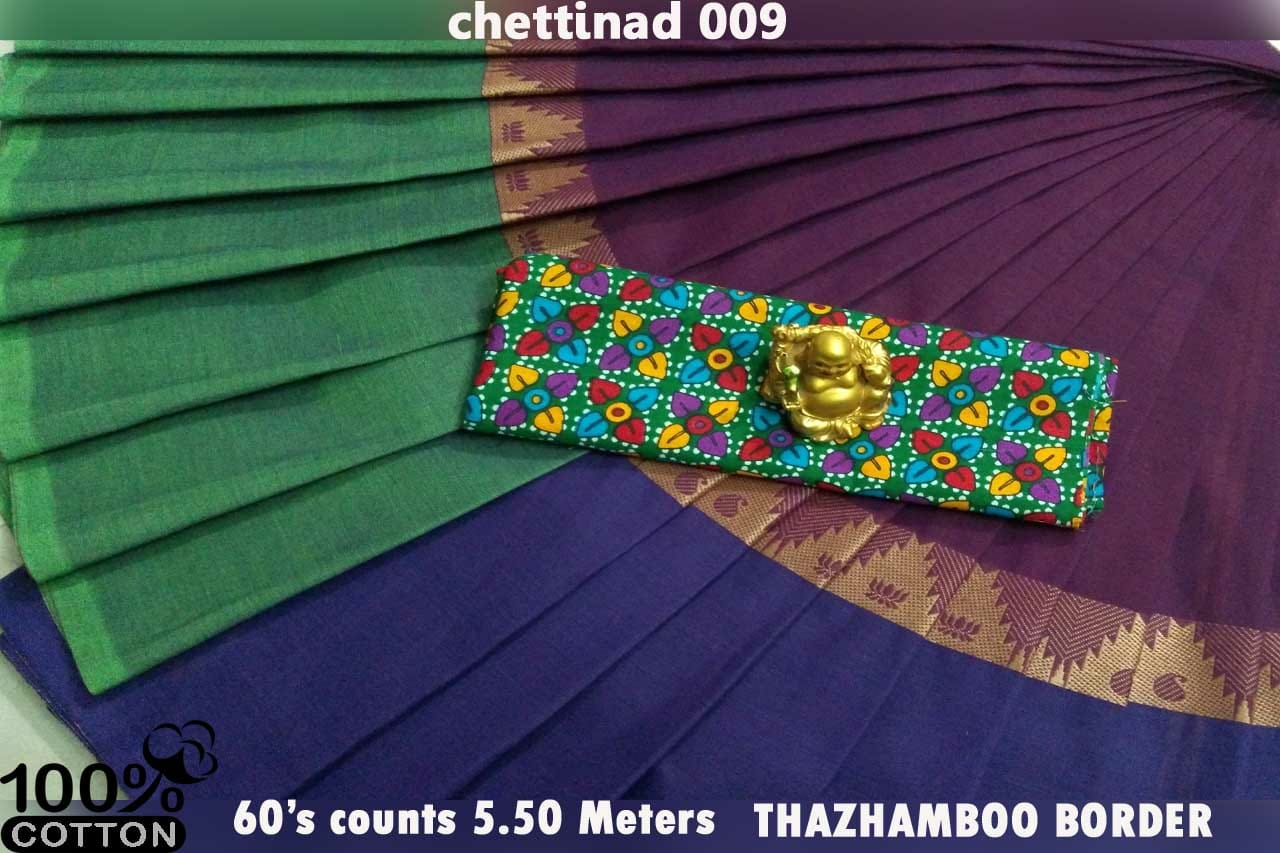 chettinad 009
100%
COTTON
60’s counts 5.50 Meters THAZHAMBOO BORDER